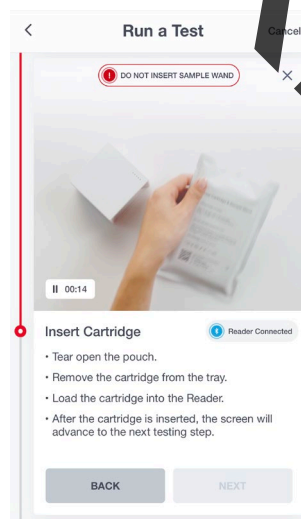 Run a Test
Cancel
DO NOT INSERT SAMPLE WAND
00:14
Insert Cartridge
Reader Connected
• Tear open the pouch.
• Remove the cartridge from the tray.
• Load the cartridge into the Reader.
• After the cartridge is inserted, the screen will
advance to the next testing step.
BACK
NEXT